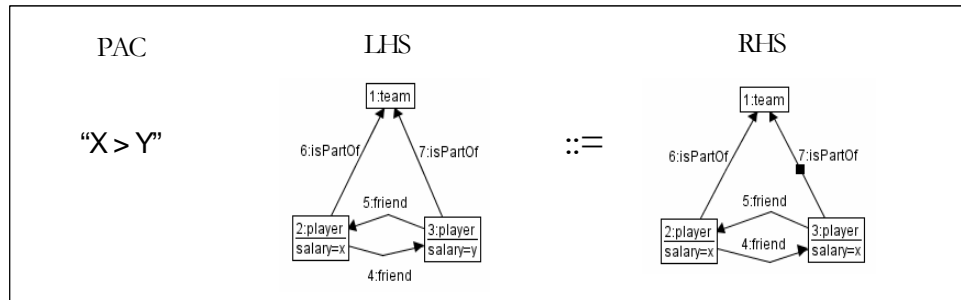 PAC
LHS
RHS
“X > Y”
1:team
6:isPartOf
7:isPartOf
5:friend
2:player
salary=x
3:player
salary=y
4:friend
::=
1:team
6:isPartOf
7:isPartOf
5:friend
2:player
salary=x
4:friend
3:player
salary=x